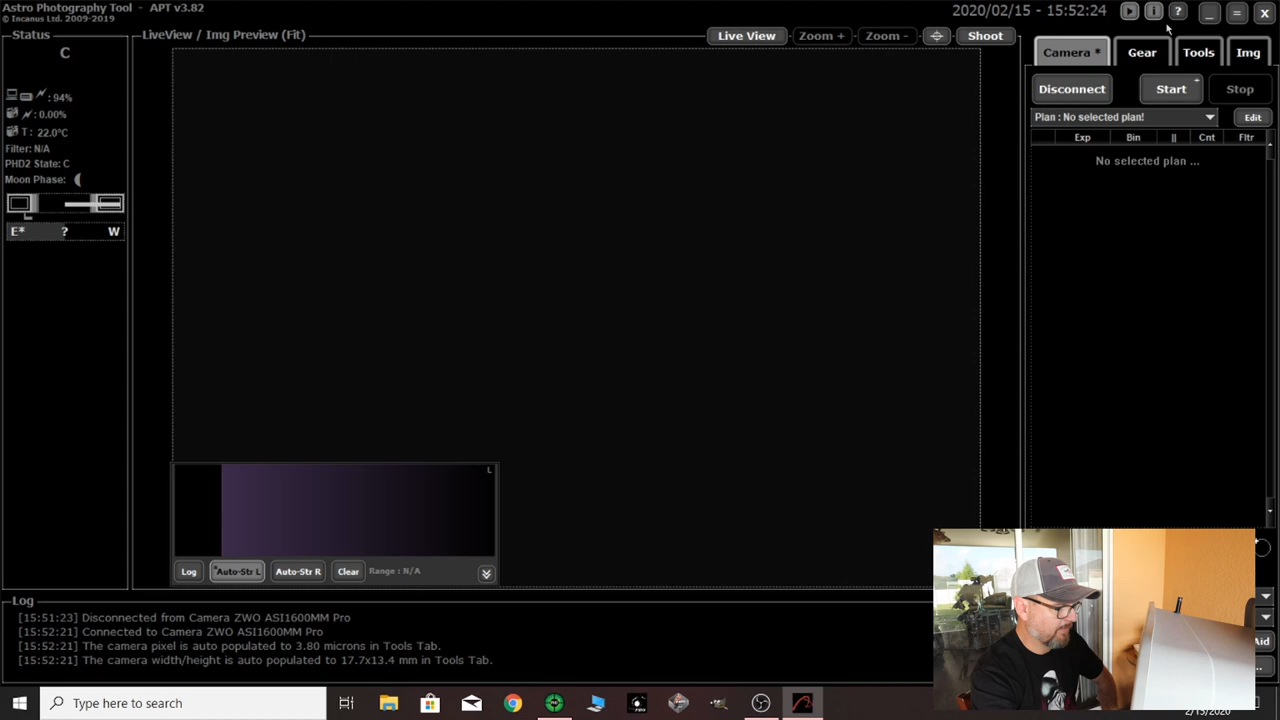 Astro Photography Tool - APT v3.82
© Incanus Ltd. 2009-2019
2020/02/15 - 15:52:24
i ? _ = x
Status
LiveView / Img Preview (Fit)
Live View Zoom + Zoom - Shoot
Camera * Gear Tools Img
C
Disconnect Start + Stop
: 94%
: 0.00%
T : 22.0°C
Filter: N/A
PHD2 State: C
Moon Phase:
E* ? W
Plan : No selected plan! Edit
Exp Bin || Cnt Fltr
No selected plan ...
L
Log *Auto-Str L Auto-Str R Clear Range : N/A
Log
[15:51:23] Disconnected from Camera ZWO ASI1600MM Pro
[15:52:21] Connected to Camera ZWO ASI1600MM Pro
[15:52:21] The camera pixel is auto populated to 3.80 microns in Tools Tab.
[15:52:21] The camera width/height is auto populated to 17.7x13.4 mm in Tools Tab.
Aid
..
Type here to search
2/15/2020